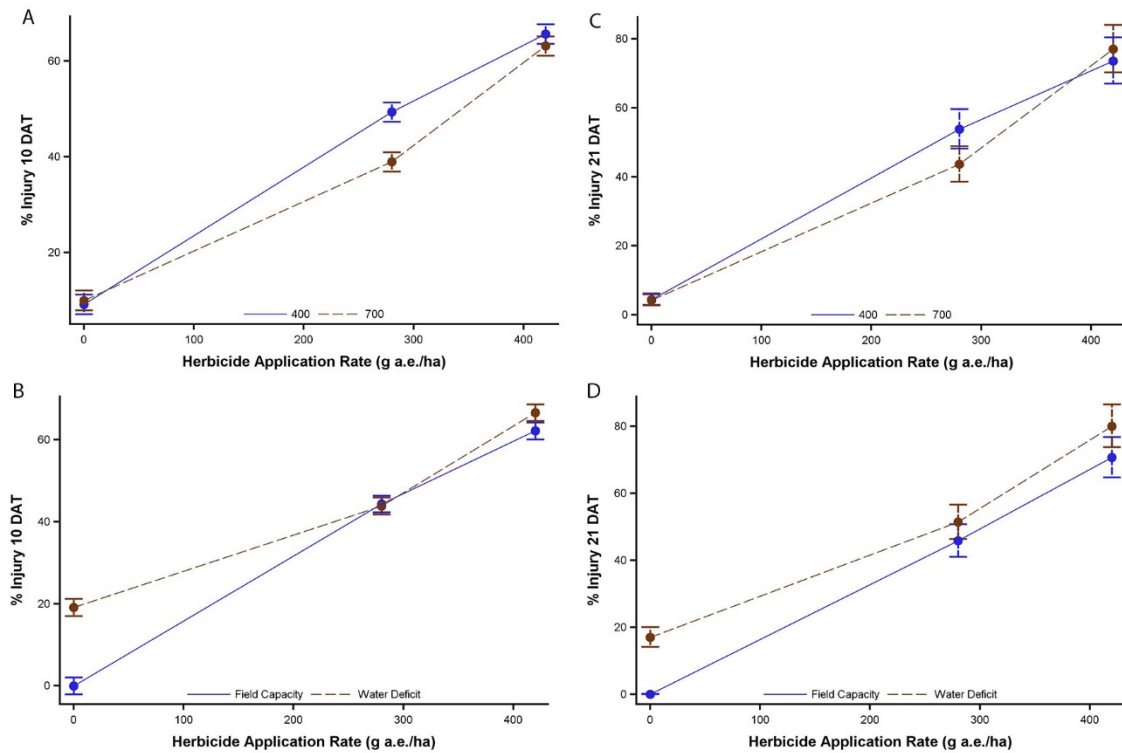 A
% Injury 10 DAT
60
40
20
400 700
0 100 200 300 400
Herbicide Application Rate (g a.e./ha)
C
% Injury 21 DAT
80
60
40
20
0
400 700
0 100 200 300 400
Herbicide Application Rate (g a.e./ha)
B
% Injury 10 DAT
60
40
20
0
Field Capacity Water Deficit
0 100 200 300 400
Herbicide Application Rate (g a.e./ha)
D
% Injury 21 DAT
80
60
40
20
0
Field Capacity Water Deficit
0 100 200 300 400
Herbicide Application Rate (g a.e./ha)